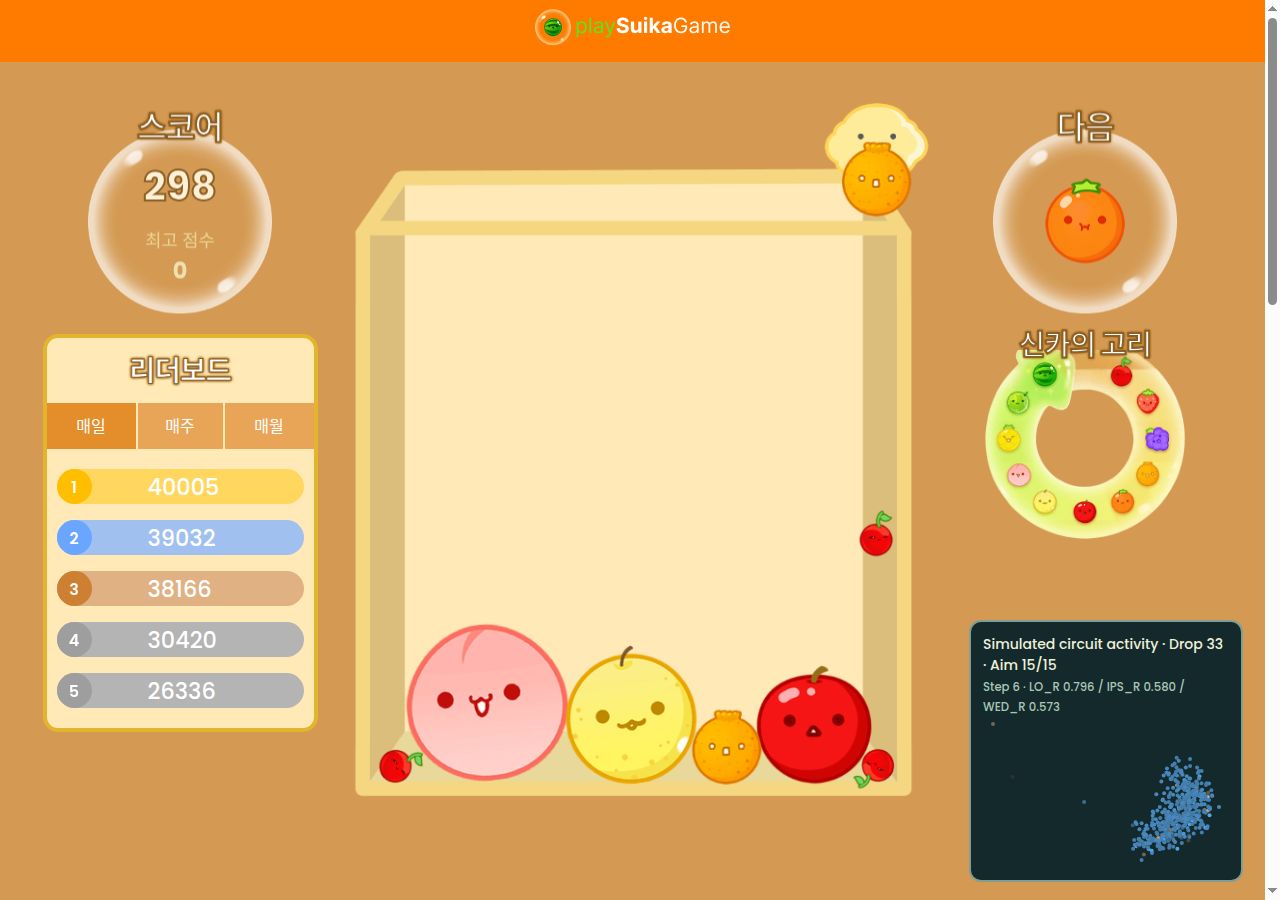 playSuikaGame
스코어
298
최고 점수
0
다음
신카의 고리
리더보드
매일 매주 매월
1 40005
2 39032
3 38166
4 30420
5 26336
Simulated circuit activity · Drop 33
· Aim 15/15
Step 6 · LO_R 0.796 / IPS_R 0.580 /
WED_R 0.573